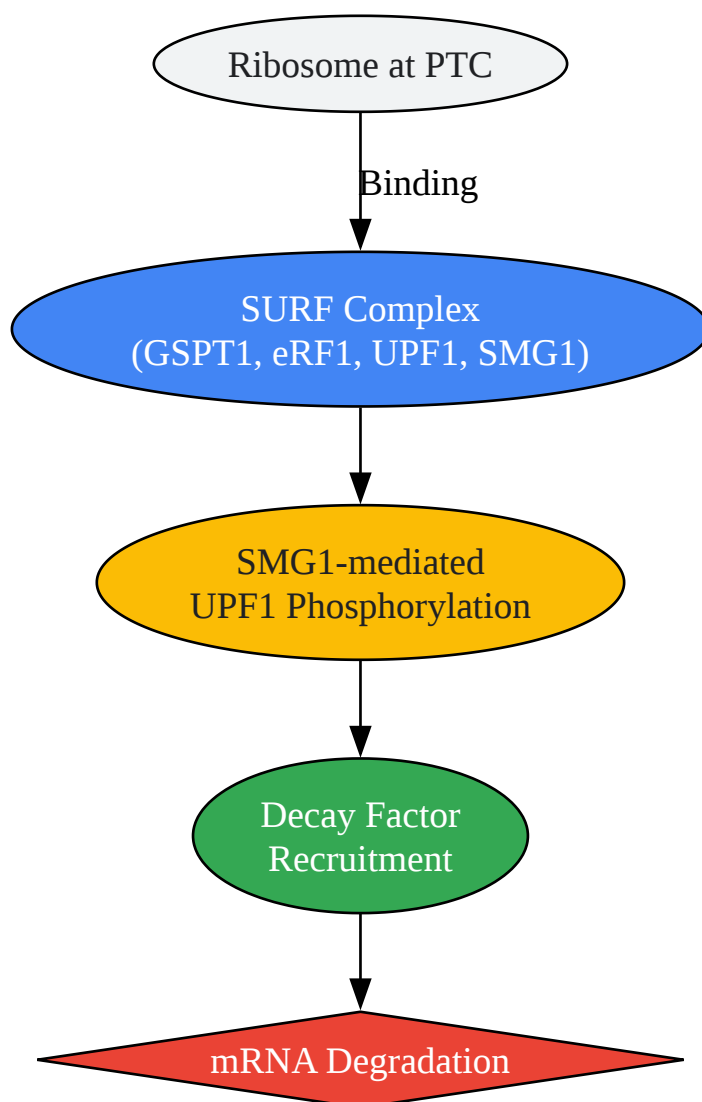 Ribosome at PTC
Binding
SURF Complex
(GSPT1, eRF1, UPF1, SMG1)
SMG1-mediated
UPF1 Phosphorylation
Decay Factor
Recruitment
mRNA Degradation